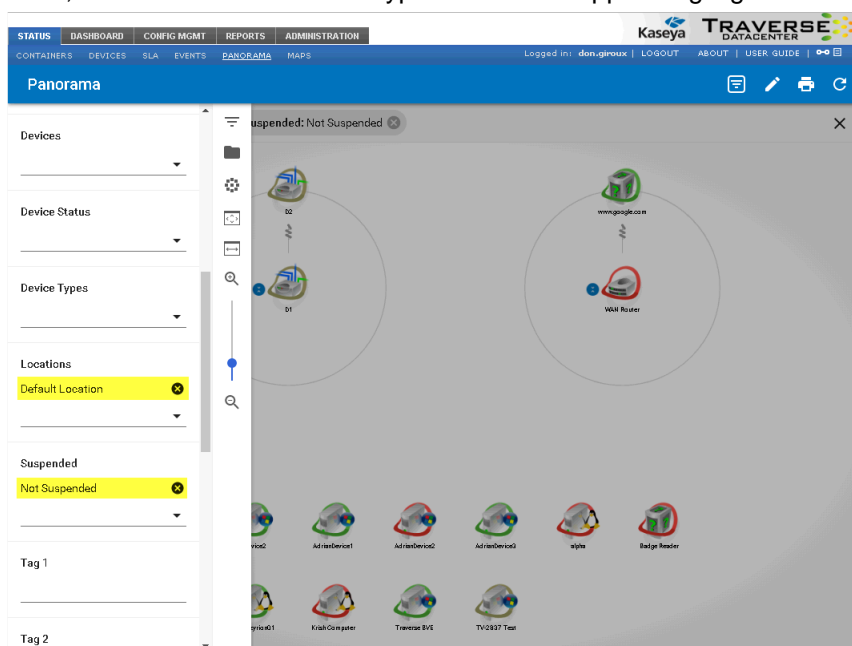 STATUS DASHBOARD CONFIG MGMT REPORTS ADMINISTRATION
Kaseya TRAVERSE
DATACENTER
CONTAINERS DEVICES SLA EVENTS PANORAMA MAPS Logged in: don.giroux | LOGOUT ABOUT | USER GUIDE |
Panorama
Suspended: Not Suspended
Devices
Device Status
Device Types
Locations
Default Location
Suspended
Not Suspended
Tag 1
Tag 2
D2
www.google.com
D1
WAN Router
AdrianDevice1 AdrianDevice2 AdrianDevice3 alpha Badge Reader
Krish Computer Traverse BVE TV-2837 Test